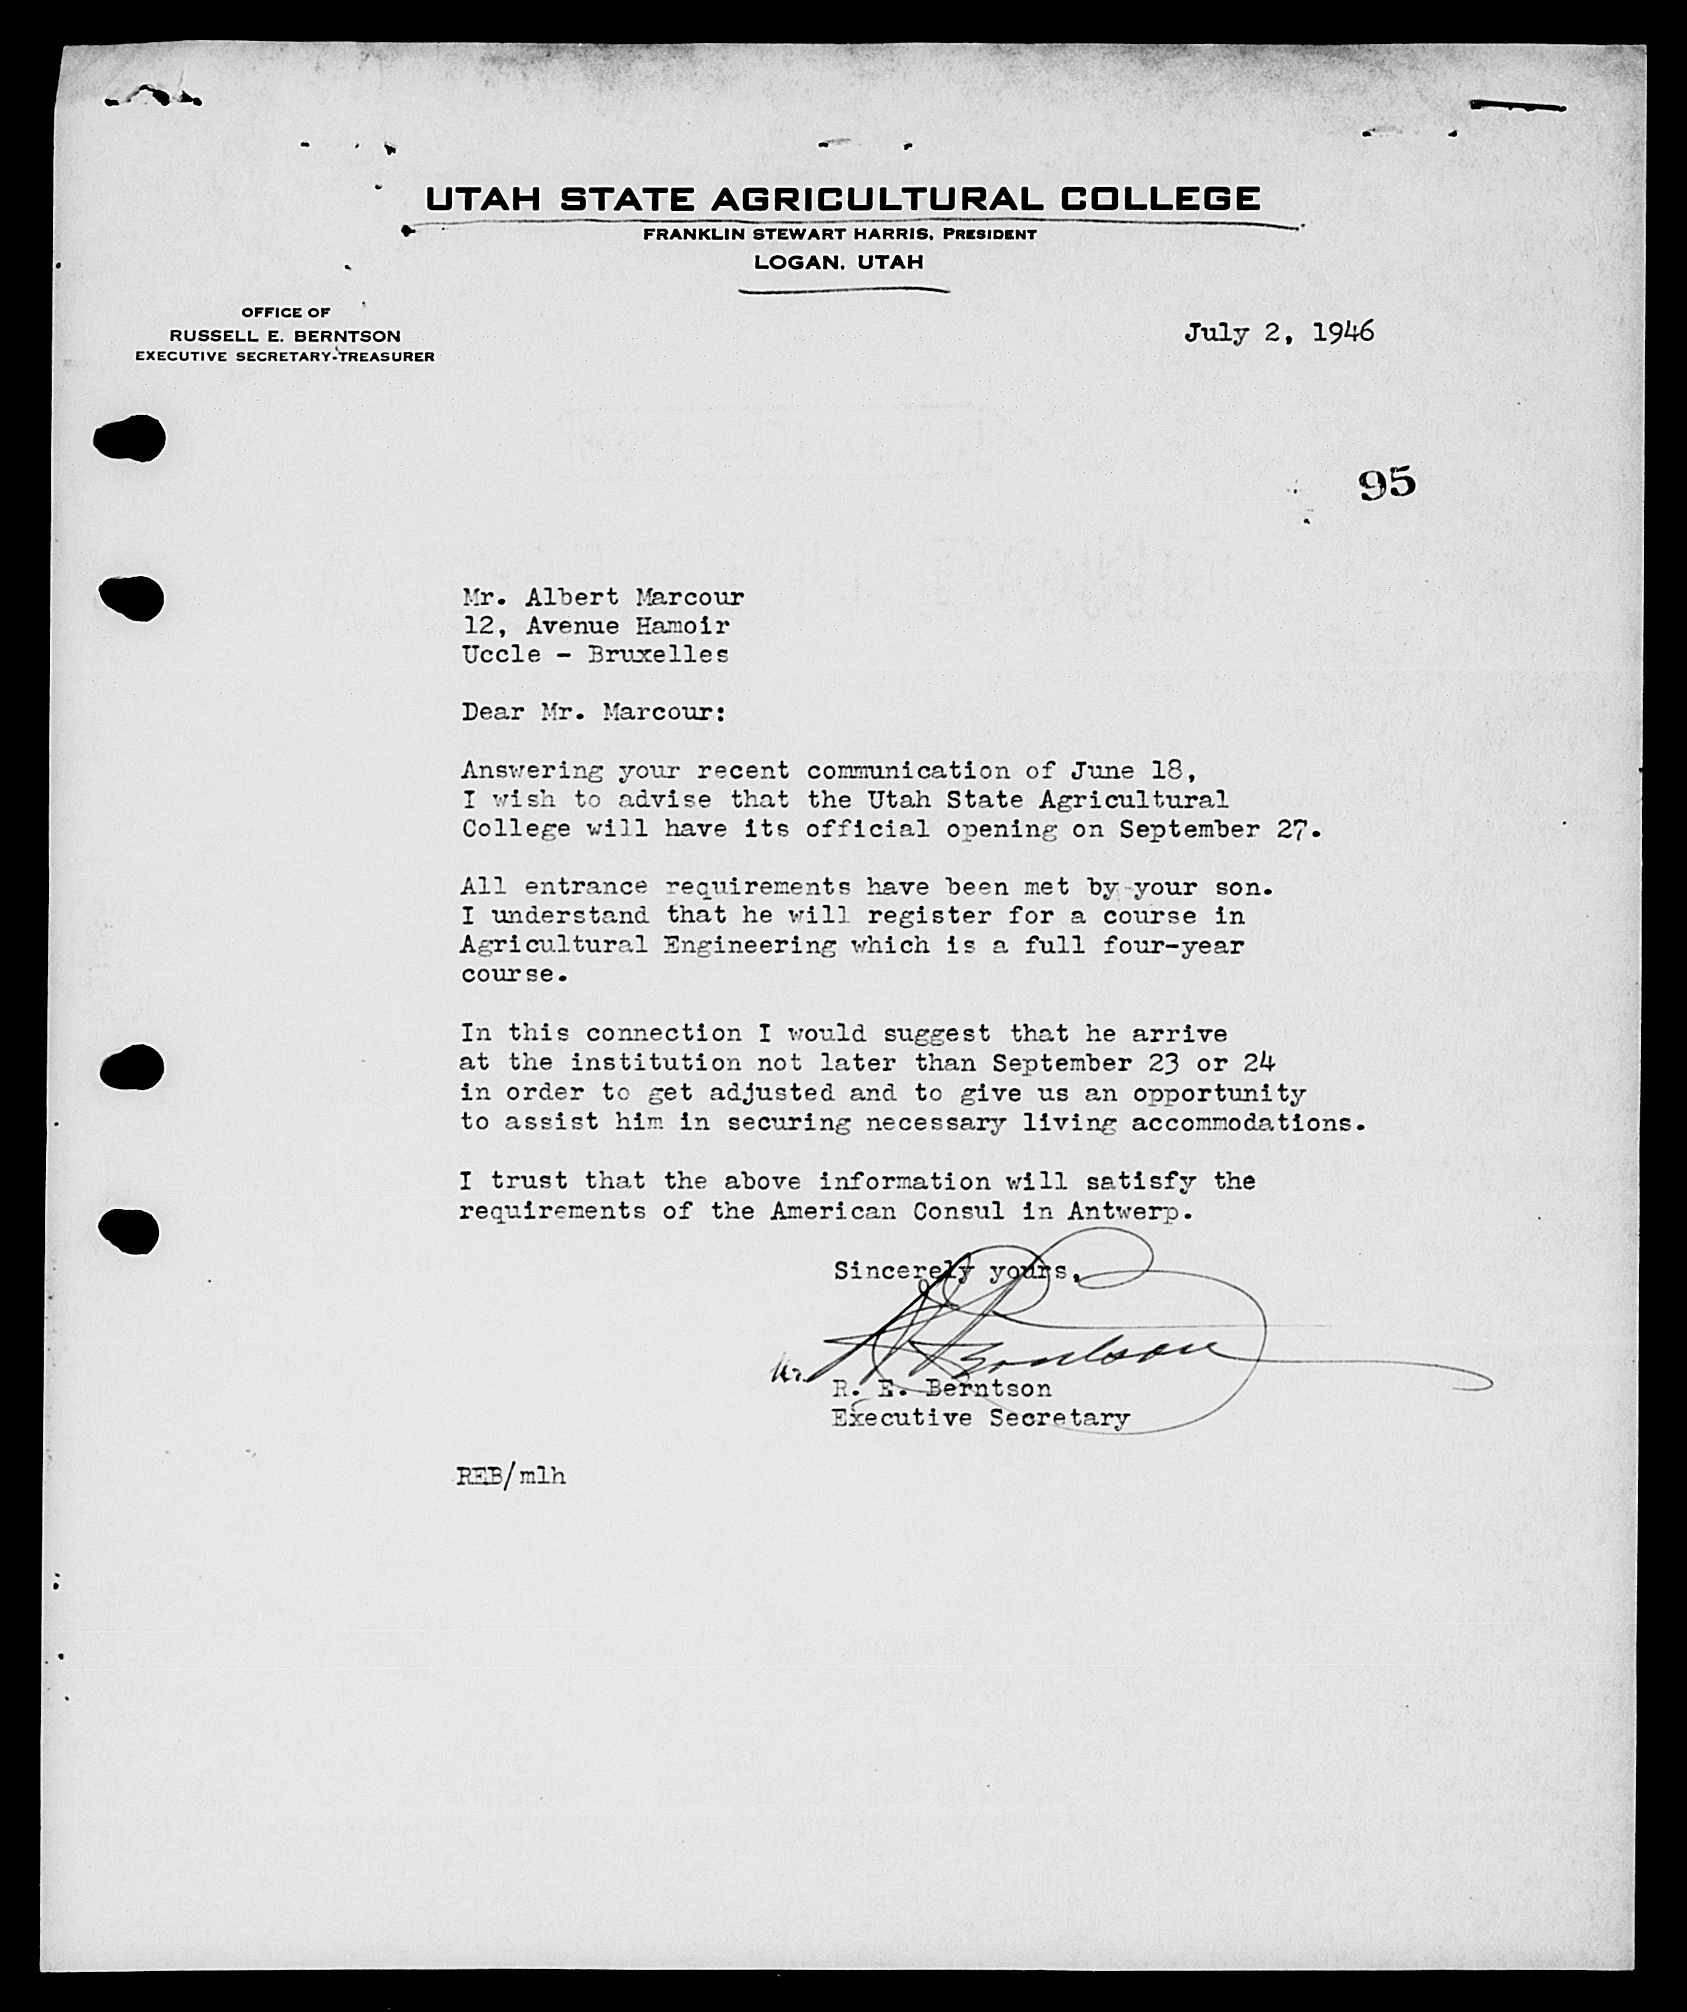 UTAH STATE AGRICULTURAL COLLEGE
FRANKLIN STEWART HARRIS, PRESIDENT
LOGAN, UTAH
OFFICE OF
RUSSELL E. BERNTSON
EXECUTIVE SECRETARY-TREASURER
July 2, 1946
95
Mr. Albert Marcour
12, Avenue Hamoir
Uccle - Bruxelles
Dear Mr. Marcour:
Answering your recent communication of June 18,
I wish to advise that the Utah State Agricultural
College will have its official opening on September 27.
All entrance requirements have been met by your son.
I understand that he will register for a course in
Agricultural Engineering which is a full four-year
course.
In this connection I would suggest that he arrive
at the institution not later than September 23 or 24
in order to get adjusted and to give us an opportunity
to assist him in securing necessary living accommodations.
I trust that the above information will satisfy the
requirements of the American Consul in Antwerp.
Sincerely yours,
R E Berntson
R. E. Berntson
Executive Secretary
REB/mlh